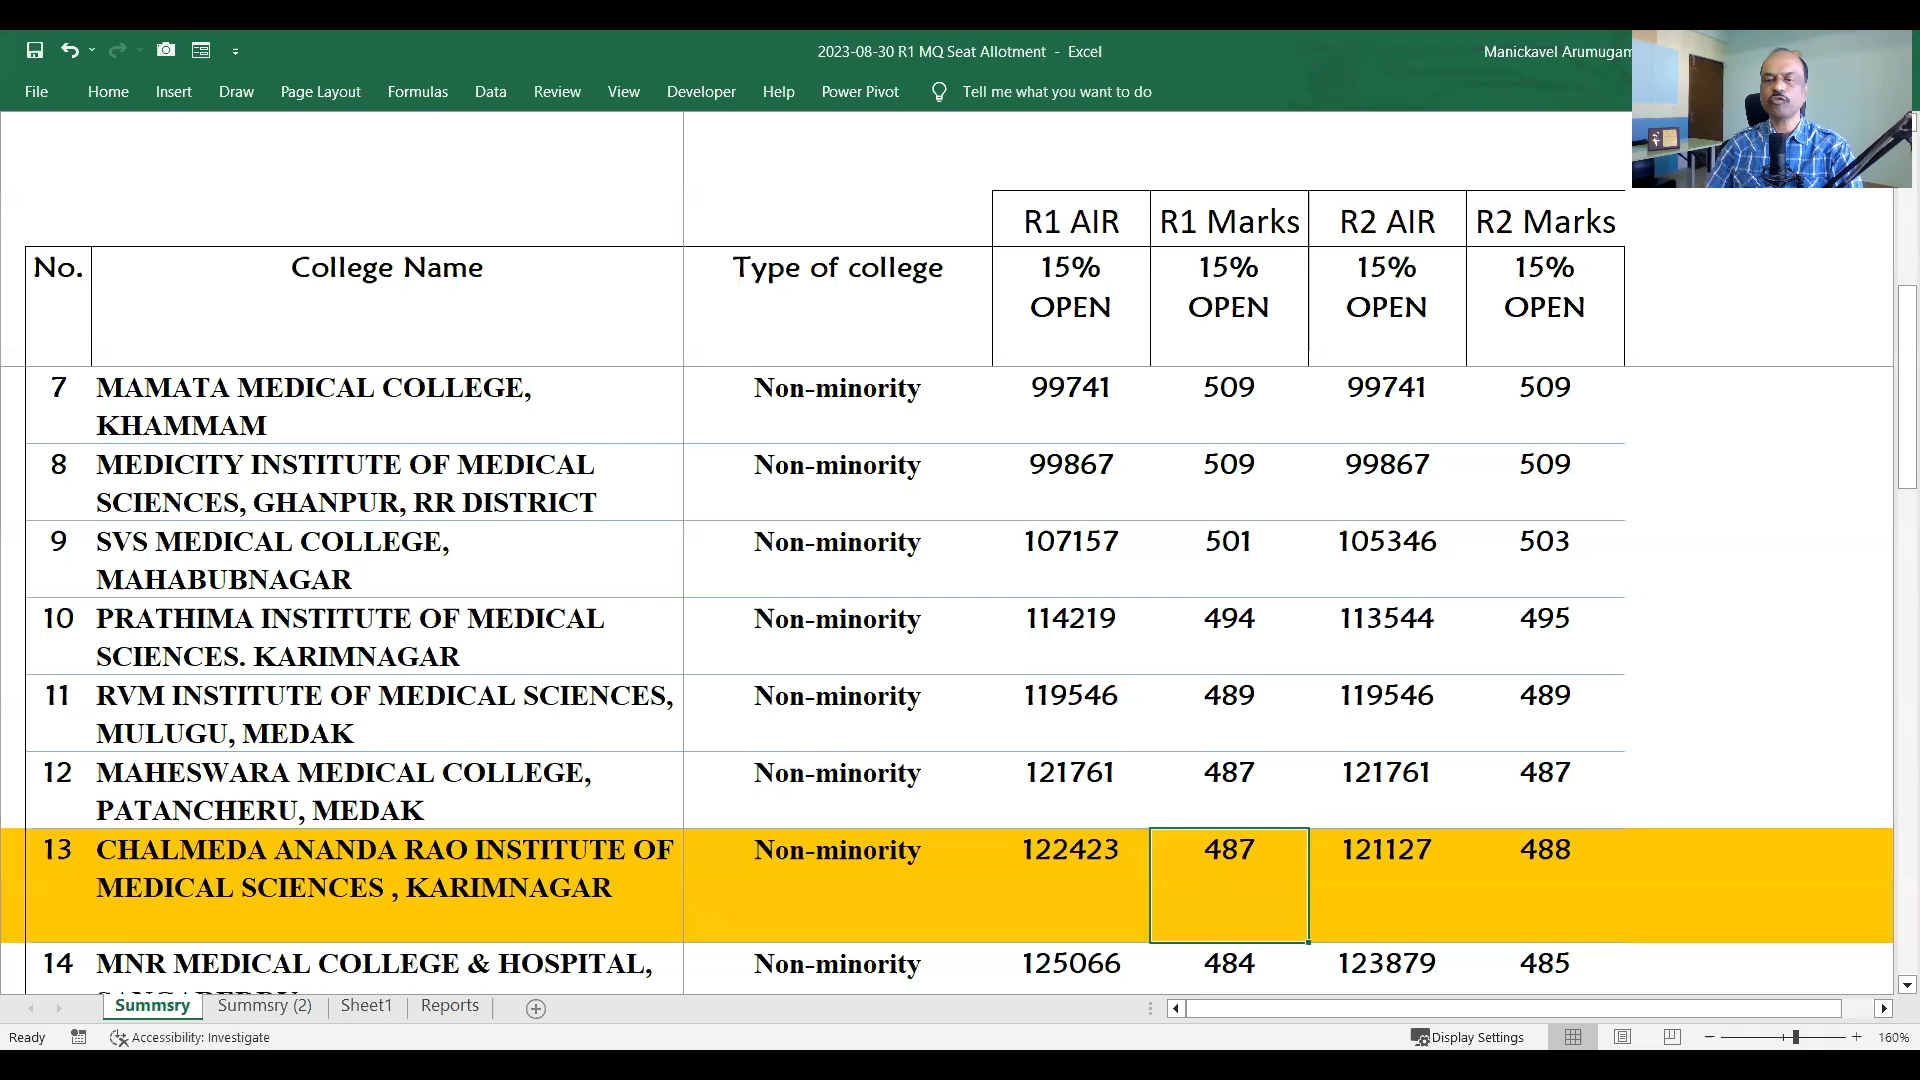 2023-08-30 R1 MQ Seat Allotment - Excel
Manickavel Arumugam
File Home Insert Draw Page Layout Formulas Data Review View Developer Help Power Pivot Tell me what you want to do
R1 AIR R1 Marks R2 AIR R2 Marks
No. College Name Type of college 15% 15% 15% 15%
OPEN OPEN OPEN OPEN
7 MAMATA MEDICAL COLLEGE, Non-minority 99741 509 99741 509
KHAMMAM
8 MEDICITY INSTITUTE OF MEDICAL Non-minority 99867 509 99867 509
SCIENCES, GHANPUR, RR DISTRICT
9 SVS MEDICAL COLLEGE, Non-minority 107157 501 105346 503
MAHABUBNAGAR
10 PRATHIMA INSTITUTE OF MEDICAL Non-minority 114219 494 113544 495
SCIENCES. KARIMNAGAR
11 RVM INSTITUTE OF MEDICAL SCIENCES, Non-minority 119546 489 119546 489
MULUGU, MEDAK
12 MAHESWARA MEDICAL COLLEGE, Non-minority 121761 487 121761 487
PATANCHERU, MEDAK
13 CHALMEDA ANANDA RAO INSTITUTE OF Non-minority 122423 487 121127 488
MEDICAL SCIENCES , KARIMNAGAR
14 MNR MEDICAL COLLEGE & HOSPITAL, Non-minority 125066 484 123879 485
Summsry Summsry (2) Sheet1 Reports
Ready Accessibility: Investigate Display Settings 160%